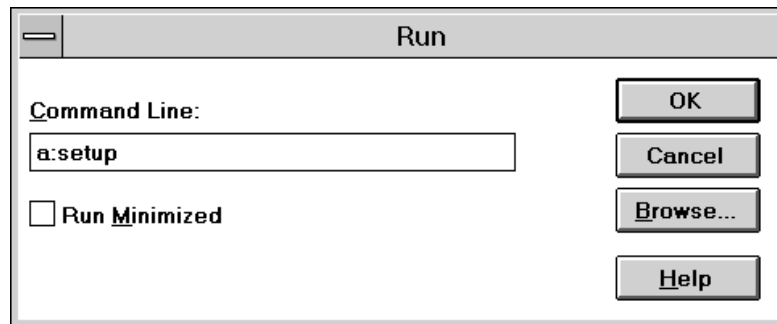 Run
Command Line:
a:setup
Run Minimized
OK
Cancel
Browse...
Help